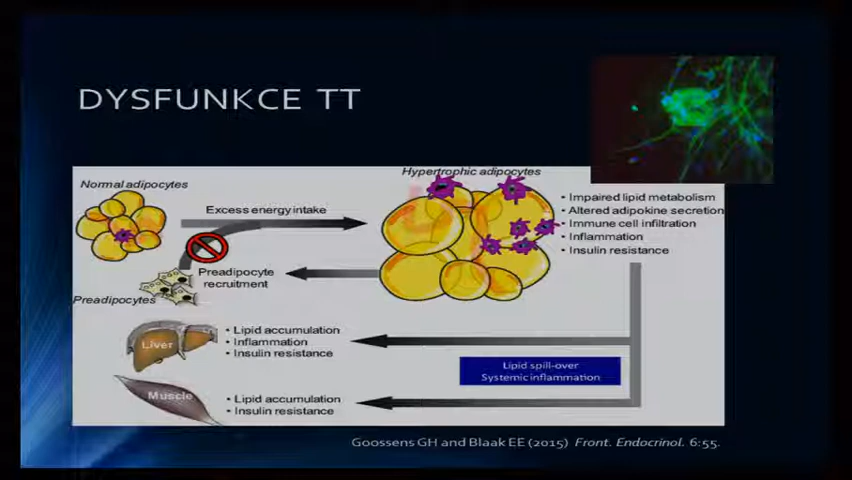 DYSFUNKCE TT
Normal adipocytes
Excess energy intake
Hypertrophic adipocytes
• Impaired lipid metabolism
• Altered adipokine secretion
• Immune cell infiltration
• Inflammation
• Insulin resistance
Preadipocyte
recruitment
Preadipocytes
Liver
• Lipid accumulation
• Inflammation
• Insulin resistance
Lipid spill-over
Systemic inflammation
Muscle
• Lipid accumulation
• Insulin resistance
Goossens GH and Blaak EE (2015) Front. Endocrinol. 6:55.